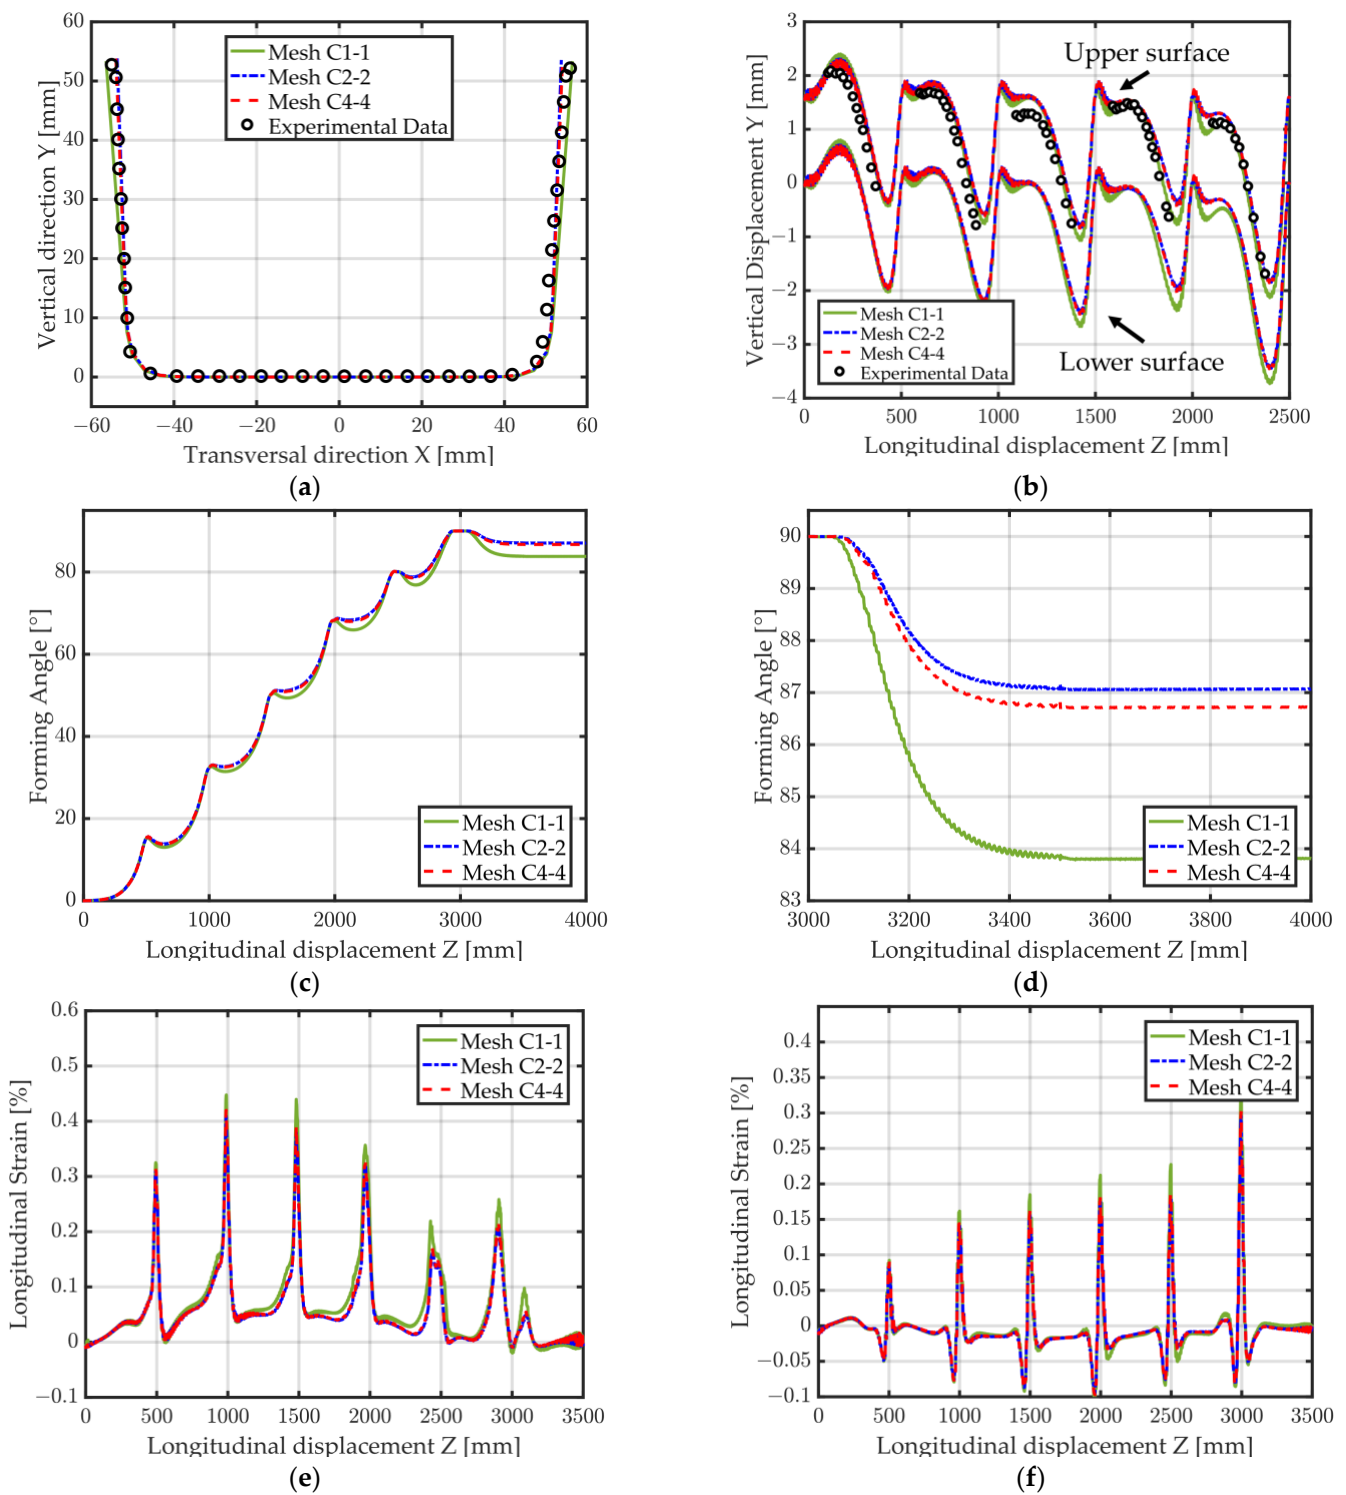 60
50
40
30
20
10
0
−60
−40
−20
0
20
40
60
Vertical direction Y [mm]
Transversal direction X [mm]
Mesh C1-1
Mesh C2-2
Mesh C4-4
Experimental Data
(a)
3
2
1
0
−1
−2
−3
−4
0
500
1000
1500
2000
2500
Vertical Displacement Y [mm]
Longitudinal displacement Z [mm]
Upper surface
Lower surface
Mesh C1-1
Mesh C2-2
Mesh C4-4
Experimental Data
(b)
80
60
40
20
0
0
1000
2000
3000
4000
Forming Angle [°]
Longitudinal displacement Z [mm]
Mesh C1-1
Mesh C2-2
Mesh C4-4
(c)
90
89
88
87
86
85
84
83
3000
3200
3400
3600
3800
4000
Forming Angle [°]
Longitudinal displacement Z [mm]
Mesh C1-1
Mesh C2-2
Mesh C4-4
(d)
0.6
0.5
0.4
0.3
0.2
0.1
0
−0.1
0
500
1000
1500
2000
2500
3000
3500
Longitudinal Strain [%]
Longitudinal displacement Z [mm]
Mesh C1-1
Mesh C2-2
Mesh C4-4
(e)
0.4
0.35
0.3
0.25
0.2
0.15
0.1
0.05
0
−0.05
−0.1
0
500
1000
1500
2000
2500
3000
3500
Longitudinal Strain [%]
Longitudinal displacement Z [mm]
Mesh C1-1
Mesh C2-2
Mesh C4-4
(f)